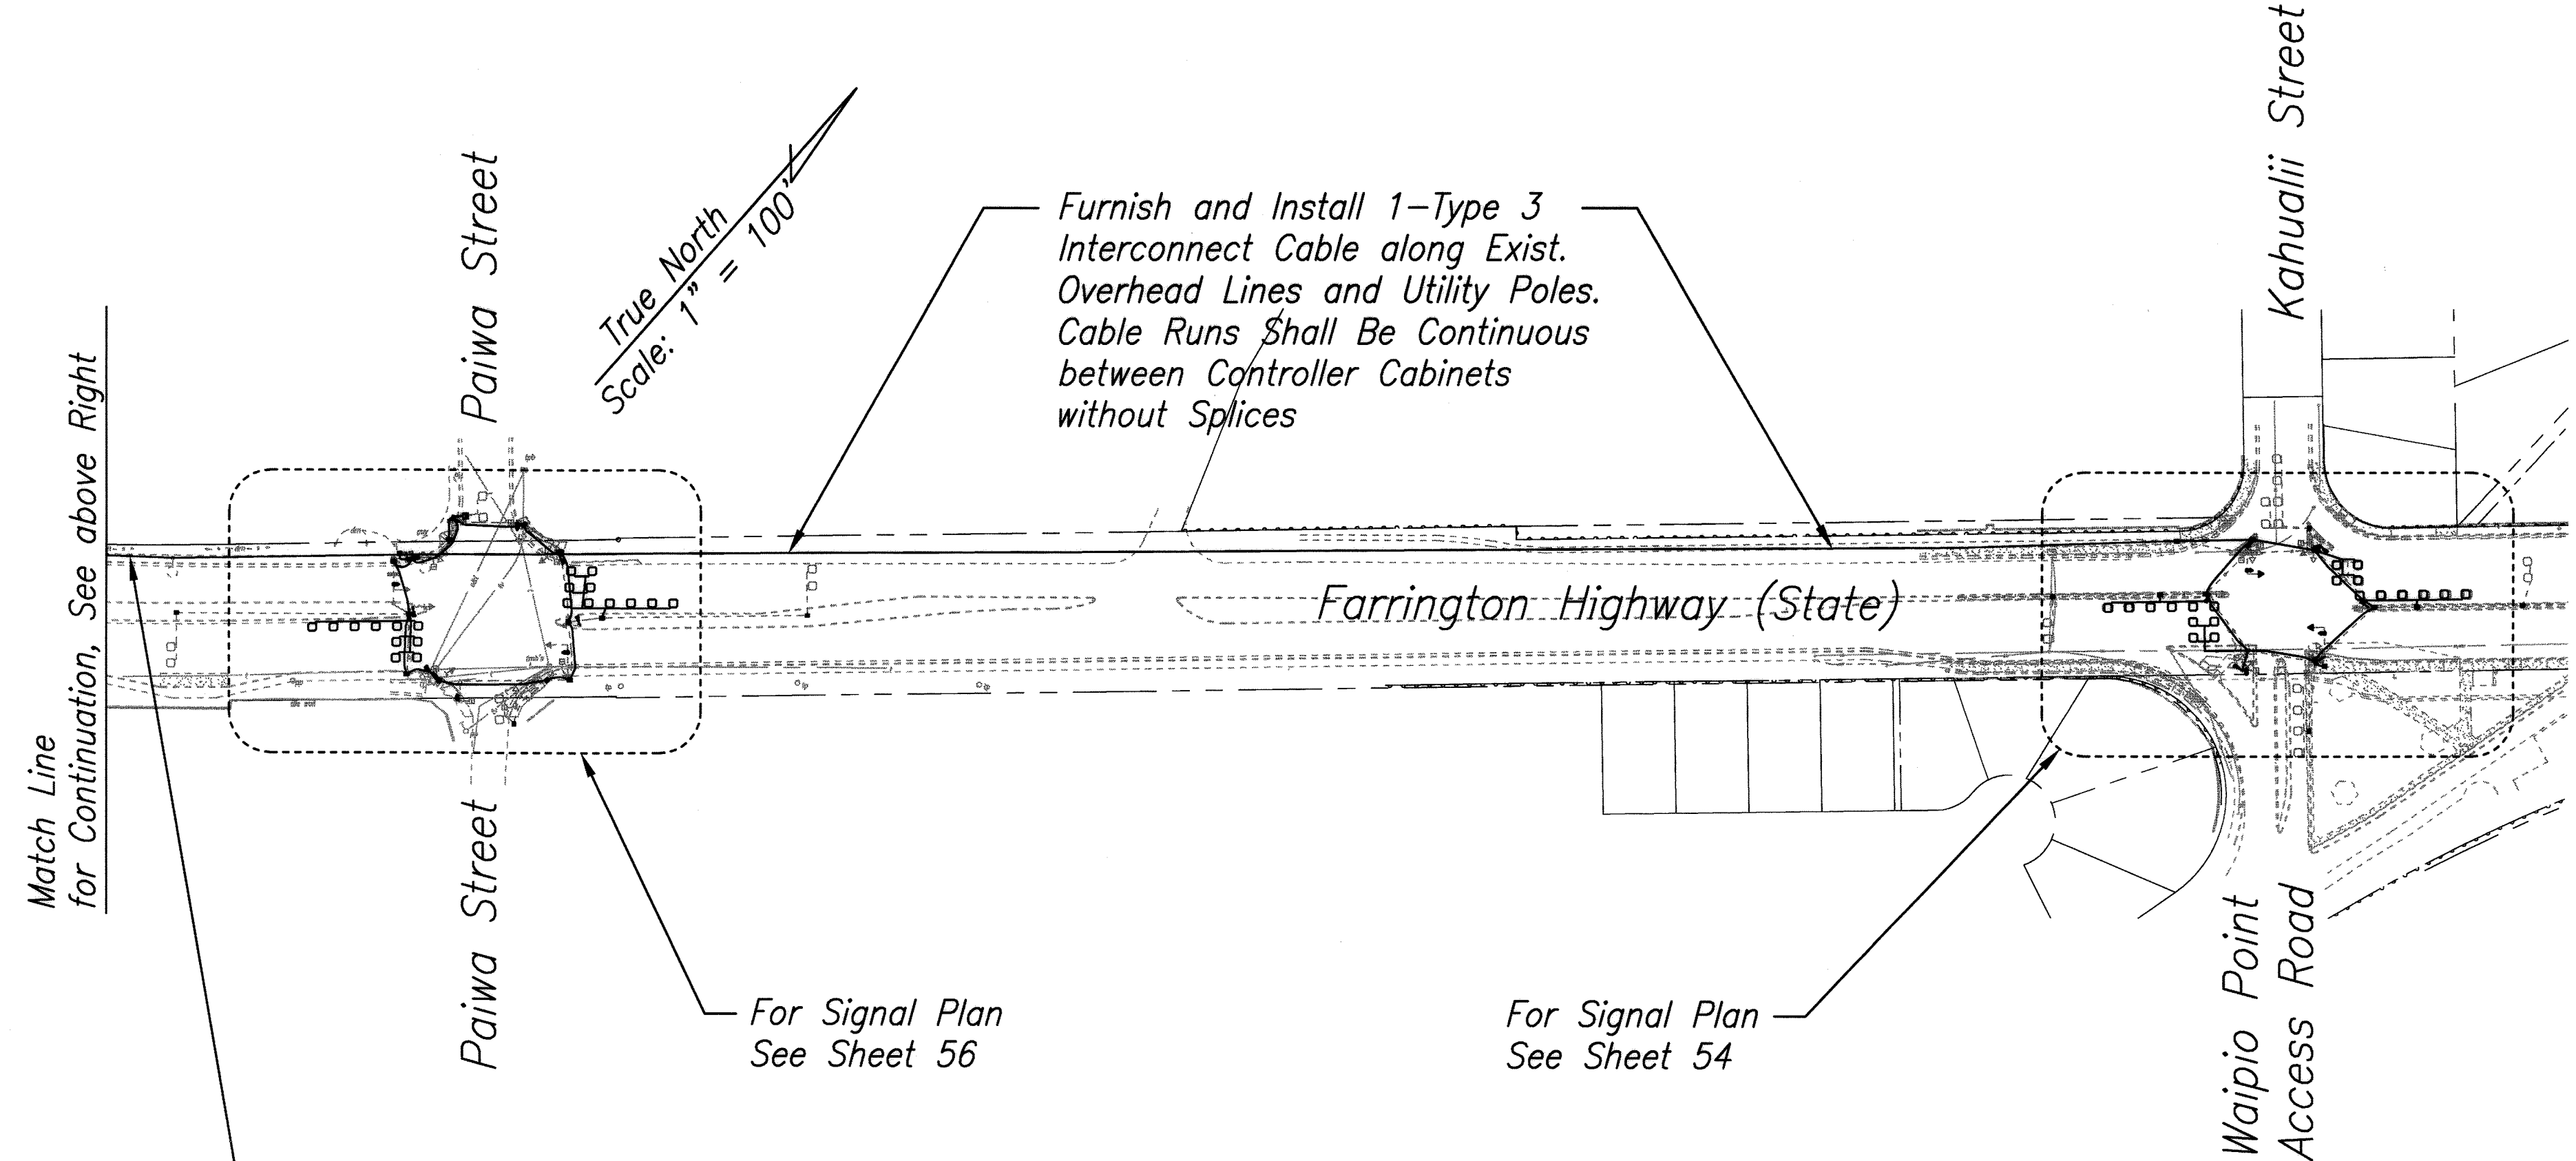 Match Line
for Continuation, See above Right
Paiwa Street
True North
Scale: 1" = 100'
Furnish and Install 1-Type 3
Interconnect Cable along Exist.
Overhead Lines and Utility Poles.
Cable Runs Shall Be Continuous
between Controller Cabinets
without Splices
Kahualii Street
Farrington Highway (State)
Paiwa Street
For Signal Plan
See Sheet 56
For Signal Plan
See Sheet 54
Waipio Point
Access Road